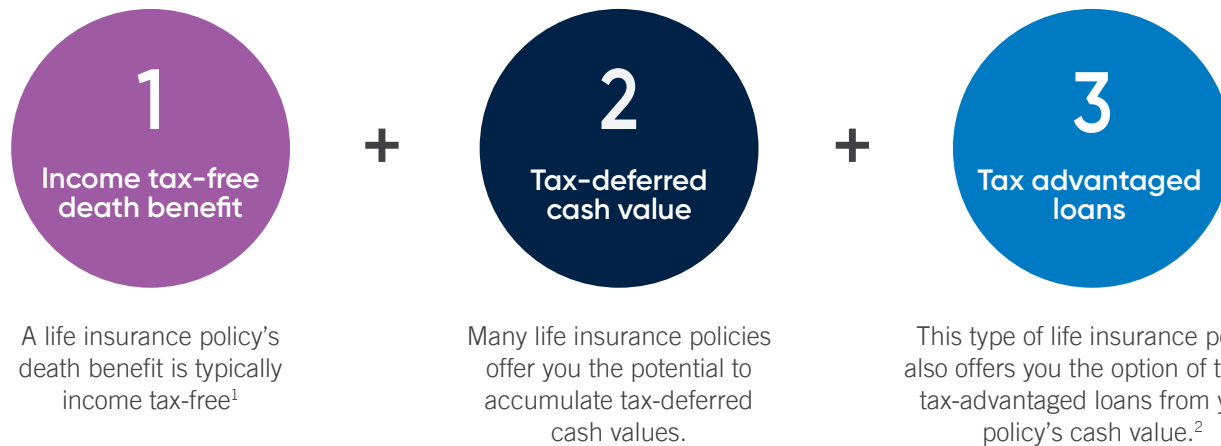 1
Income tax-free
death benefit
+
2
Tax-deferred
cash value
+
3
Tax advantaged
loans
A life insurance policy's
death benefit is typically
income tax-free1
Many life insurance policies
offer you the potential to
accumulate tax-deferred
cash values.
This type of life insurance
also offers you the option of
tax-advantaged loans from
policy's cash value.2